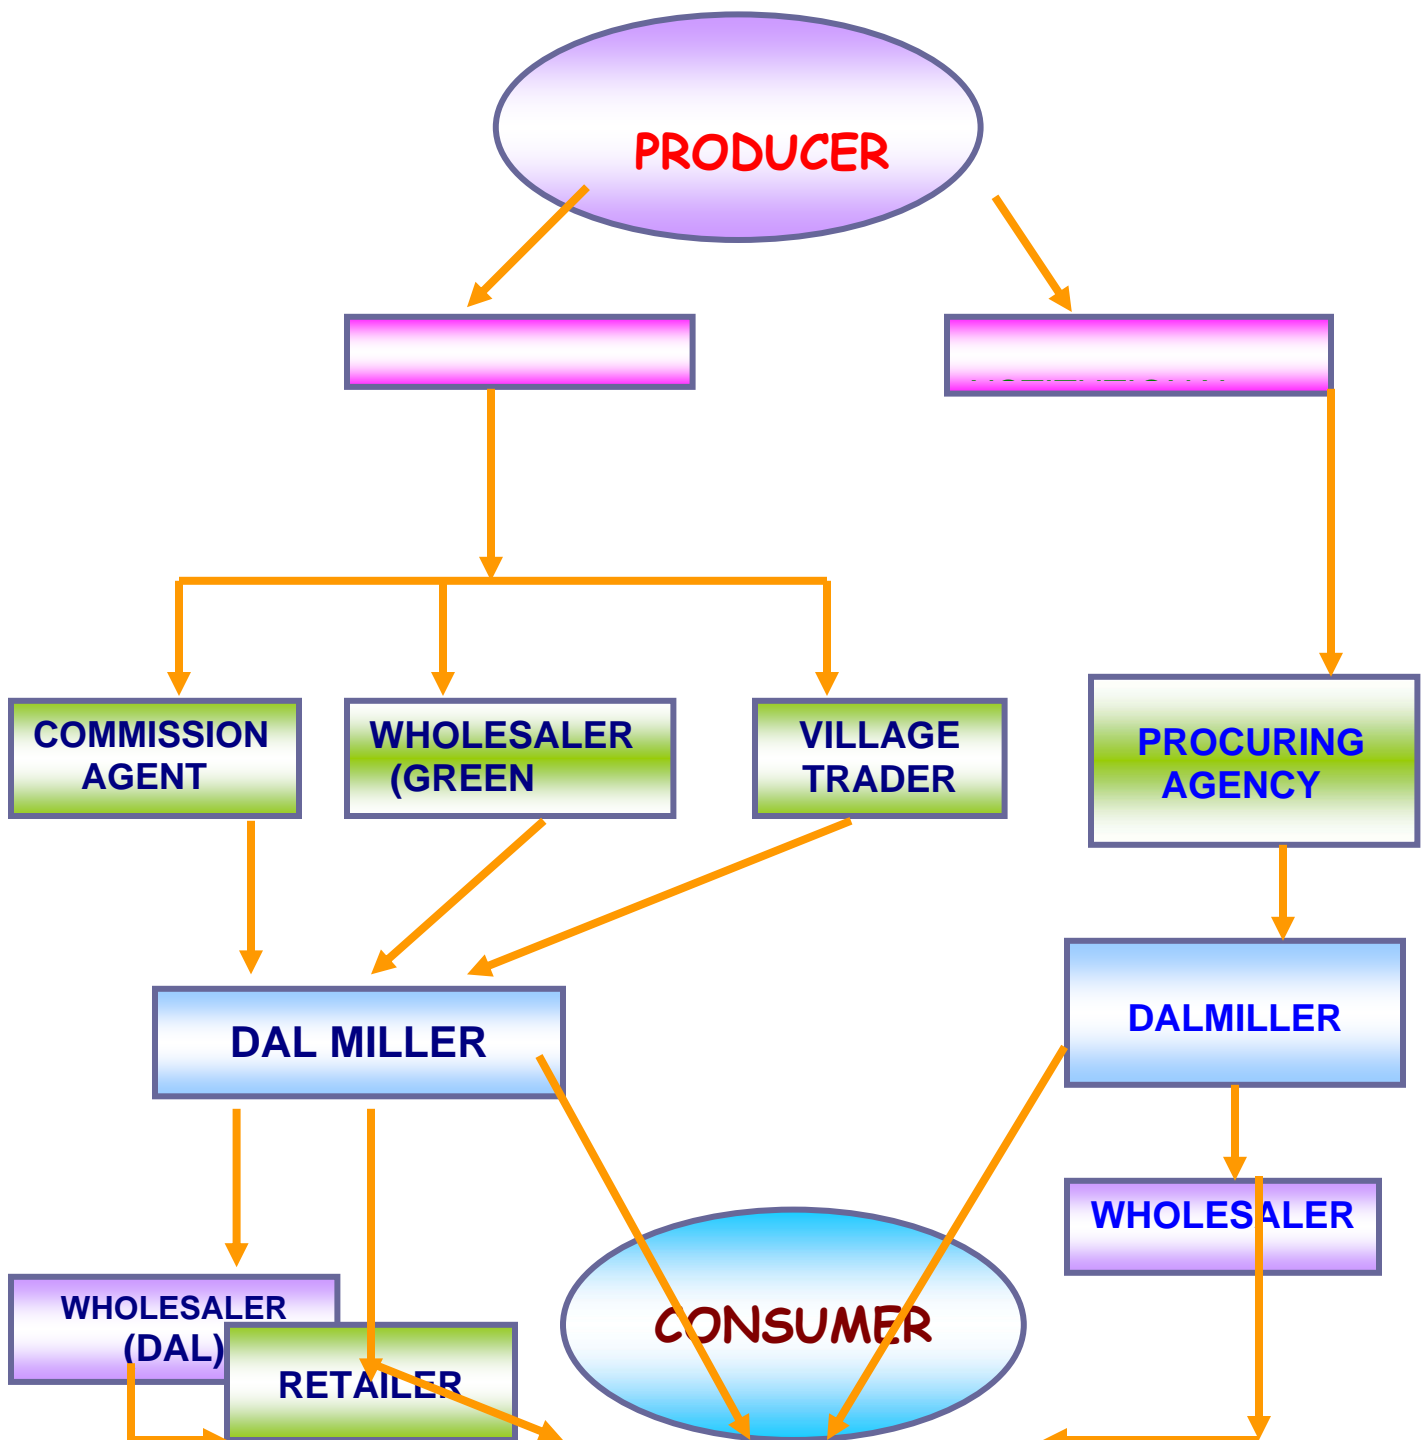 PRODUCER
COMMISSION
AGENT
WHOLESALER
(GREEN
VILLAGE
TRADER
PROCURING
AGENCY
DAL MILLER
DALMILLER
WHOLESALER
CONSUMER
WHOLESALER
(DAL)
RETAILER